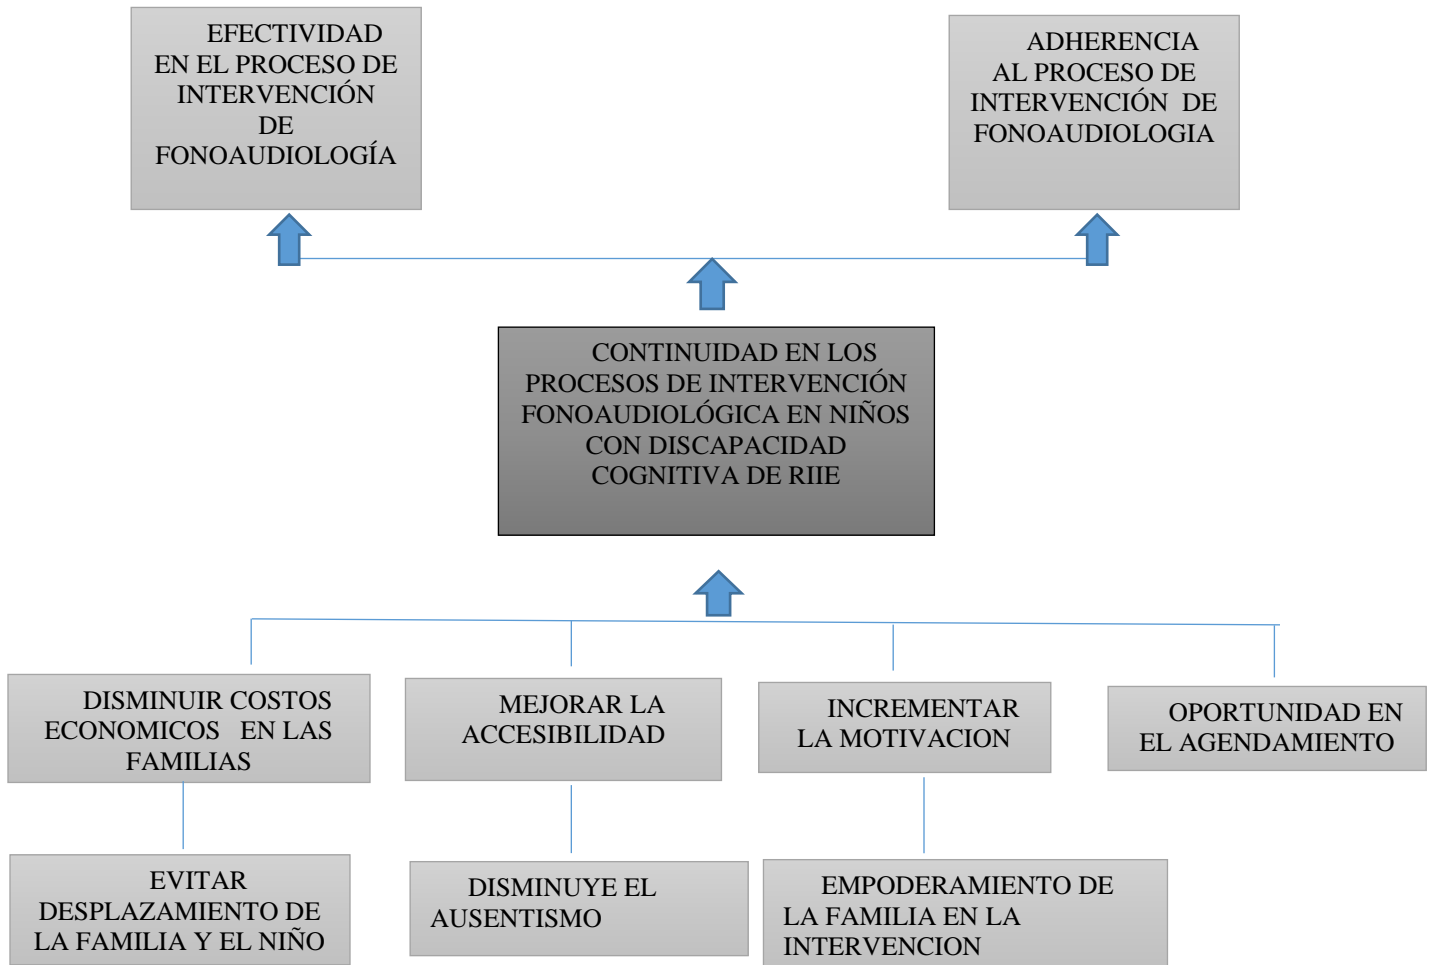 EFECTIVIDAD
EN EL PROCESO DE
INTERVENCIÓN
DE
FONOAUDIOLOGÍA
ADHERENCIA
AL PROCESO DE
INTERVENCIÓN DE
FONOAUDIOLOGIA
CONTINUIDAD EN LOS
PROCESOS DE INTERVENCIÓN
FONOAUDIOLÓGICA EN NIÑOS
CON DISCAPACIDAD
COGNITIVA DE RIIE
DISMINUIR COSTOS
ECONOMICOS EN LAS
FAMILIAS
MEJORAR LA
ACCESIBILIDAD
INCREMENTAR
LA MOTIVACION
OPORTUNIDAD EN
EL AGENDAMIENTO
EVITAR
DESPLAZAMIENTO DE
LA FAMILIA Y EL NIÑO
DISMINUYE EL
AUSENTISMO
EMPODERAMIENTO DE
LA FAMILIA EN LA
INTERVENCION